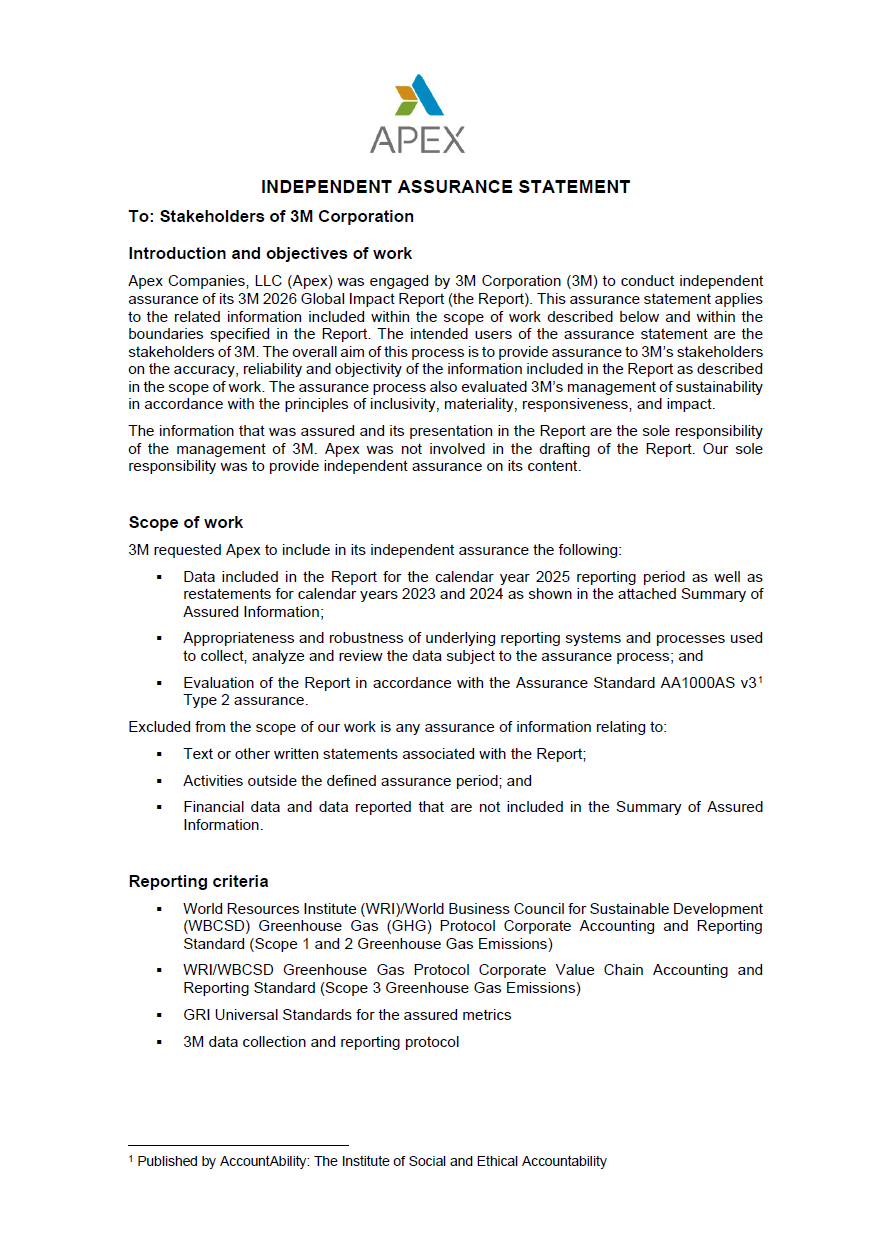 APEX
INDEPENDENT ASSURANCE STATEMENT
To: Stakeholders of 3M Corporation
Introduction and objectives of work
Apex Companies, LLC (Apex) was engaged by 3M Corporation (3M) to conduct independent
assurance of its 3M 2026 Global Impact Report (the Report). This assurance statement applies
to the related information included within the scope of work described below and within the
boundaries specified in the Report. The intended users of the assurance statement are the
stakeholders of 3M. The overall aim of this process is to provide assurance to 3M’s stakeholders
on the accuracy, reliability and objectivity of the information included in the Report as described
in the scope of work. The assurance process also evaluated 3M’s management of sustainability
in accordance with the principles of inclusivity, materiality, responsiveness, and impact.
The information that was assured and its presentation in the Report are the sole responsibility
of the management of 3M. Apex was not involved in the drafting of the Report. Our sole
responsibility was to provide independent assurance on its content.
Scope of work
3M requested Apex to include in its independent assurance the following:
▪ Data included in the Report for the calendar year 2025 reporting period as well as
restatements for calendar years 2023 and 2024 as shown in the attached Summary of
Assured Information;
▪ Appropriateness and robustness of underlying reporting systems and processes used
to collect, analyze and review the data subject to the assurance process; and
▪ Evaluation of the Report in accordance with the Assurance Standard AA1000AS v3¹
Type 2 assurance.
Excluded from the scope of our work is any assurance of information relating to:
▪ Text or other written statements associated with the Report;
▪ Activities outside the defined assurance period; and
▪ Financial data and data reported that are not included in the Summary of Assured
Information.
Reporting criteria
▪ World Resources Institute (WRI)/World Business Council for Sustainable Development
(WBCSD) Greenhouse Gas (GHG) Protocol Corporate Accounting and Reporting
Standard (Scope 1 and 2 Greenhouse Gas Emissions)
▪ WRI/WBCSD Greenhouse Gas Protocol Corporate Value Chain Accounting and
Reporting Standard (Scope 3 Greenhouse Gas Emissions)
▪ GRI Universal Standards for the assured metrics
▪ 3M data collection and reporting protocol
¹ Published by AccountAbility: The Institute of Social and Ethical Accountability